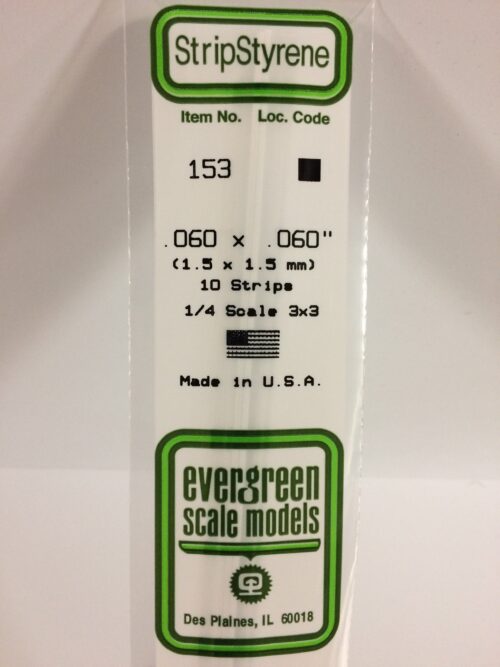 StripStyrene
Item No. Loc. Code
153
.060 x .060"
(1.5 x 1.5 mm)
10 Strips
1/4 Scale 3x3
Made in U.S.A.
evergreen
scale models
Des Plaines, IL 60018